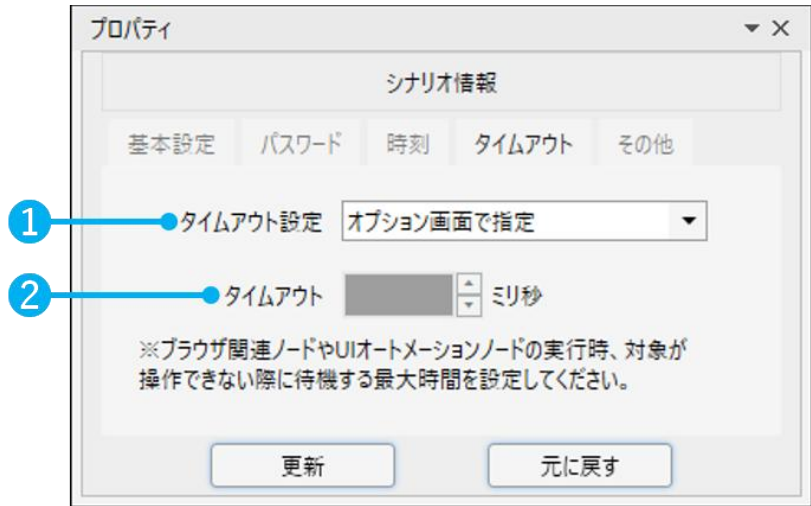 プロパティ
シナリオ情報
基本設定 パスワード 時刻 タイムアウト その他
1 タイムアウト設定 オプション画面で指定
2 タイムアウト ミリ秒
※ブラウザ関連ノードやUIオートメーションノードの実行時、対象が
操作できない際に待機する最大時間を設定してください。
更新 元に戻す